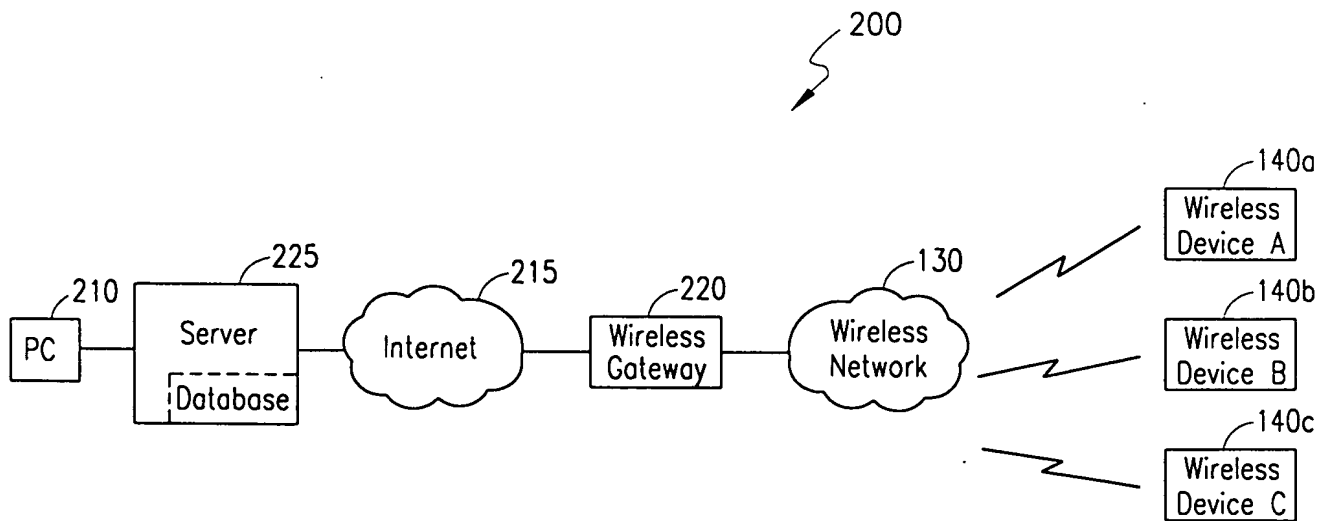 200
140a
Wireless
Device A
225
215
130
140b
210
220
PC
Server
Database
Internet
Wireless
Gateway
Wireless
Network
Wireless
Device B
140c
Wireless
Device C